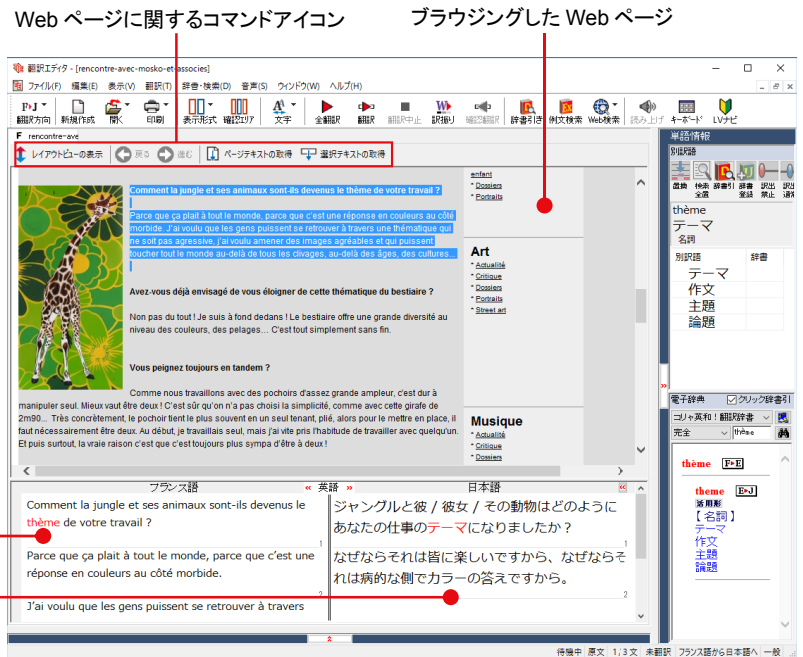 Web ページに関するコマンドアイコン
ブラウジングした Web ページ
翻訳エディタ - [rencontre-avec-mosko-et-associes]
ファイル(F) 編集(E) 表示(V) 翻訳(T) 辞書・検索(D) 音声(S) ウィンドウ(W) ヘルプ(H)
翻訳方向 新規作成 開く 印刷 表示形式 確認エリア 文字 全翻訳 翻訳 翻訳中止 訳振り 確認翻訳 辞書引き 例文検索 Web検索 読み上げ キーボード LVナビ
F rencontre-ave
レイアウトビューの表示 戻る 進む ページテキストの取得 選択テキストの取得
Comment la jungle et ses animaux sont-ils devenus le thème de votre travail ?
Parce que ça plait à tout le monde, parce que c'est une réponse en couleurs au côté
morbide. J'ai voulu que les gens puissent se retrouver à travers une thématique qui
ne soit pas agressive, j'ai voulu amener des images agréables et qui puissent
toucher tout le monde au-delà de tous les clivages, au-delà des âges, des cultures...
Avez-vous déjà envisagé de vous éloigner de cette thématique du bestiaire ?
Non pas du tout ! Je suis à fond dedans ! Le bestiaire offre une grande diversité au
niveau des couleurs, des pelages… C'est tout simplement sans fin.
Vous peignez toujours en tandem ?
Comme nous travaillons avec des pochoirs d'assez grande ampleur, c'est dur à
manipuler seul. Mieux vaut être deux ! C'est sûr qu'on n'a pas choisi la simplicité, comme avec cette girafe de
2m90... Très concrètement, le pochoir tient le plus souvent en un seul tenant, plié, alors pour le mettre en place, il
faut nécessairement être deux. Au début, je travaillais seul, mais j'ai vite pris l'habitude de travailler avec quelqu'un.
Et puis surtout, la vraie raison c'est que c'est toujours plus sympa d'être à deux !
enfant
* Dossiers
* Portraits
Art
* Actualité
* Critique
* Dossiers
* Portraits
* Street art
Musique
* Actualité
* Critique
* Dossiers
フランス語 « 英語 » 日本語
Comment la jungle et ses animaux sont-ils devenus le
thème de votre travail ?
1
Parce que ça plait à tout le monde, parce que c'est une
réponse en couleurs au côté morbide.
2
J'ai voulu que les gens puissent se retrouver à travers
ジャングルと彼 / 彼女 / その動物はどのように
あなたの仕事のテーマになりましたか？
1
なぜならそれは皆に楽しいですから、なぜならそ
れは病的な側でカラーの答えですから。
2
単語情報
別訳語
置換 検索全置 辞書引 辞書登録 訳出禁止
thème
テーマ
名詞
別訳語 辞書
テーマ
作文
主題
論題
電子辞典 クリック辞書引
コリャ英和！翻訳辞書
完全 thème
thème F▶E
theme E▶J
活用形
【名詞】
テーマ
作文
主題
論題
待機中 原文 1/3文 未翻訳 フランス語から日本語へ 一般